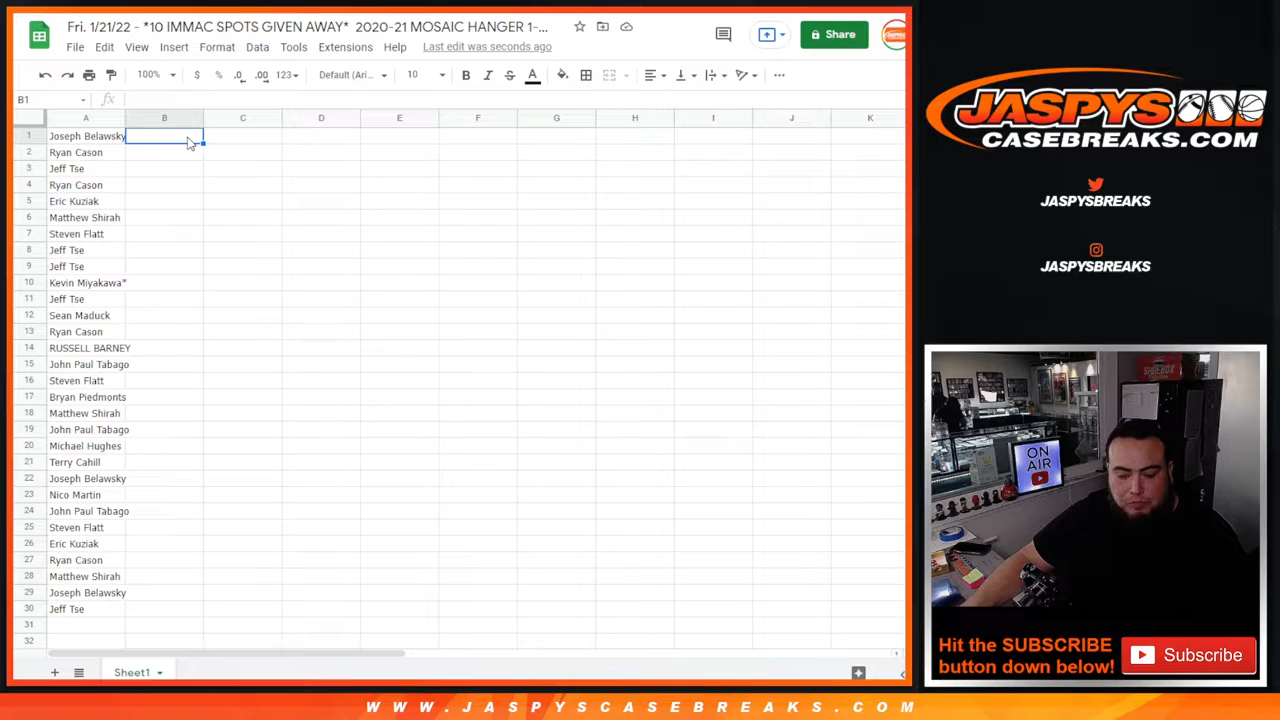 Fri. 1/21/22 - *10 IMMAC SPOTS GIVEN AWAY* 2020-21 MOSAIC HANGER 1-...
File Edit View Insert Format Data Tools Extensions Help Last edit was seconds ago
Share
100% $ % .0 .00 123 Default (Ari... 10 B I S A
B1 fx
A B C D E F G H I J K
1 Joseph Belawsky
2 Ryan Cason
3 Jeff Tse
4 Ryan Cason
5 Eric Kuziak
6 Matthew Shirah
7 Steven Flatt
8 Jeff Tse
9 Jeff Tse
10 Kevin Miyakawa*
11 Jeff Tse
12 Sean Maduck
13 Ryan Cason
14 RUSSELL BARNEY
15 John Paul Tabago
16 Steven Flatt
17 Bryan Piedmonts
18 Matthew Shirah
19 John Paul Tabago
20 Michael Hughes
21 Terry Cahill
22 Joseph Belawsky
23 Nico Martin
24 John Paul Tabago
25 Steven Flatt
26 Eric Kuziak
27 Ryan Cason
28 Matthew Shirah
29 Joseph Belawsky
30 Jeff Tse
31
32
Sheet1
JASPYS
CASEBREAKS.COM
JASPYSBREAKS
JASPYSBREAKS
SHOEBOX
ON
AIR
Hit the SUBSCRIBE
button down below!
Subscribe
WWW.JASPYSCASEBREAKS.COM